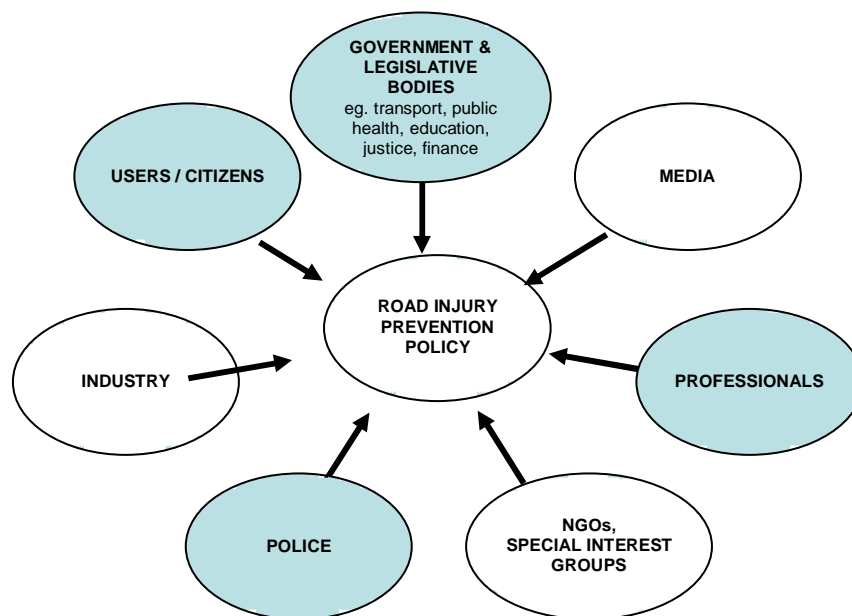 GOVERNMENT &
LEGISLATIVE
BODIES
eg. transport, public
health, education,
justice, finance
USERS / CITIZENS
MEDIA
ROAD INJURY
PREVENTION
POLICY
INDUSTRY
PROFESSIONALS
POLICE
NGOs,
SPECIAL INTEREST
GROUPS